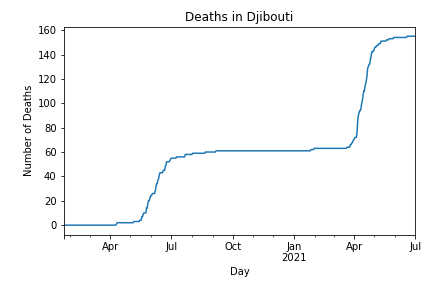 Deaths in Djibouti
Number of Deaths
160
140
120
100
80
60
40
20
0
Apr
Jul
Oct
Jan
2021
Apr
Jul
Day